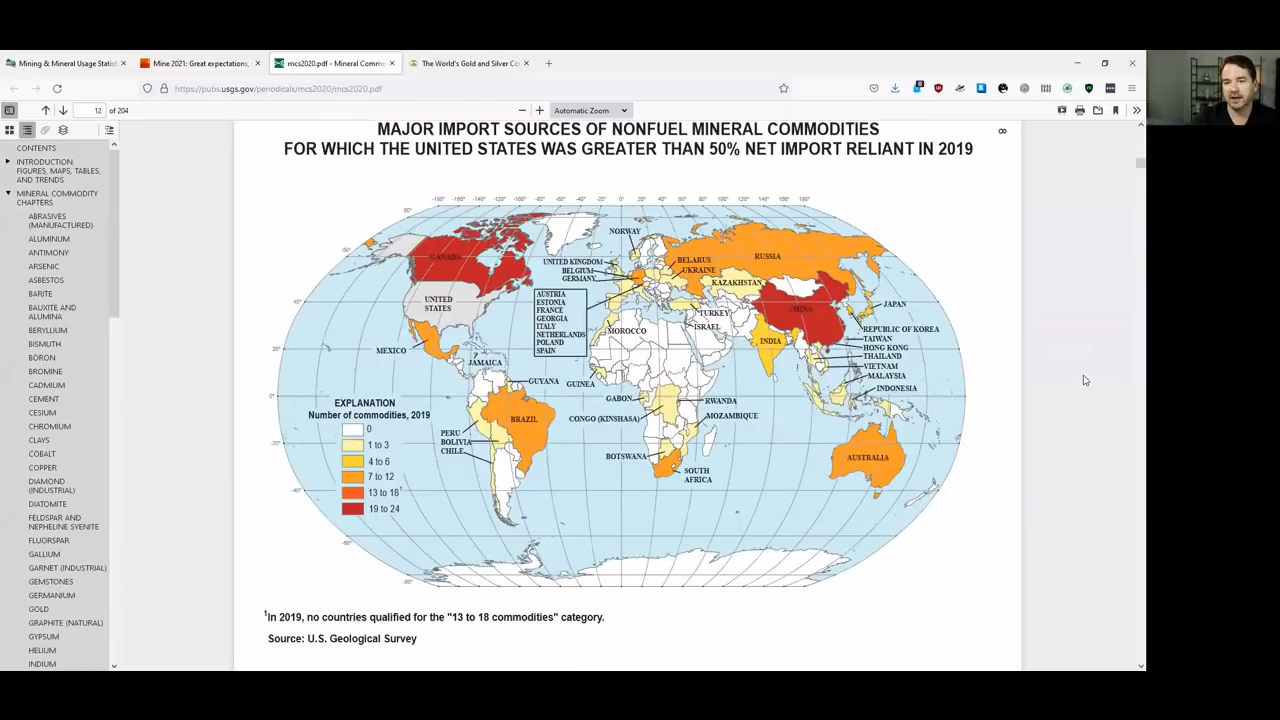 Mining & Mineral Usage Statisti
Mine 2021: Great expectations,
mcs2020.pdf - Mineral Commo
The World's Gold and Silver Co
https://pubs.usgs.gov/periodicals/mcs2020/mcs2020.pdf
12 of 204
Automatic Zoom
CONTENTS
INTRODUCTION,
FIGURES, MAPS, TABLES,
AND TRENDS
MINERAL COMMODITY
CHAPTERS
ABRASIVES
(MANUFACTURED)
ALUMINUM
ANTIMONY
ARSENIC
ASBESTOS
BARITE
BAUXITE AND
ALUMINA
BERYLLIUM
BISMUTH
BORON
BROMINE
CADMIUM
CEMENT
CESIUM
CHROMIUM
CLAYS
COBALT
COPPER
DIAMOND
(INDUSTRIAL)
DIATOMITE
FELDSPAR AND
NEPHELINE SYENITE
FLUORSPAR
GALLIUM
GARNET (INDUSTRIAL)
GEMSTONES
GERMANIUM
GOLD
GRAPHITE (NATURAL)
GYPSUM
HELIUM
INDIUM
MAJOR IMPORT SOURCES OF NONFUEL MINERAL COMMODITIES
FOR WHICH THE UNITED STATES WAS GREATER THAN 50% NET IMPORT RELIANT IN 2019
8
CANADA
UNITED
STATES
MEXICO
JAMAICA
GUYANA
BRAZIL
PERU
BOLIVIA
CHILE
NORWAY
UNITED KINGDOM
BELGIUM
GERMANY
AUSTRIA
ESTONIA
FRANCE
GEORGIA
ITALY
NETHERLANDS
POLAND
SPAIN
BELARUS
UKRAINE
RUSSIA
KAZAKHSTAN
TURKEY
ISRAEL
MOROCCO
GUINEA
GABON
CONGO (KINSHASA)
RWANDA
MOZAMBIQUE
BOTSWANA
SOUTH
AFRICA
INDIA
CHINA
JAPAN
REPUBLIC OF KOREA
TAIWAN
HONG KONG
THAILAND
VIETNAM
MALAYSIA
INDONESIA
AUSTRALIA
EXPLANATION
Number of commodities, 2019
0
1 to 3
4 to 6
7 to 12
13 to 18¹
19 to 24
¹In 2019, no countries qualified for the "13 to 18 commodities" category.
Source: U.S. Geological Survey